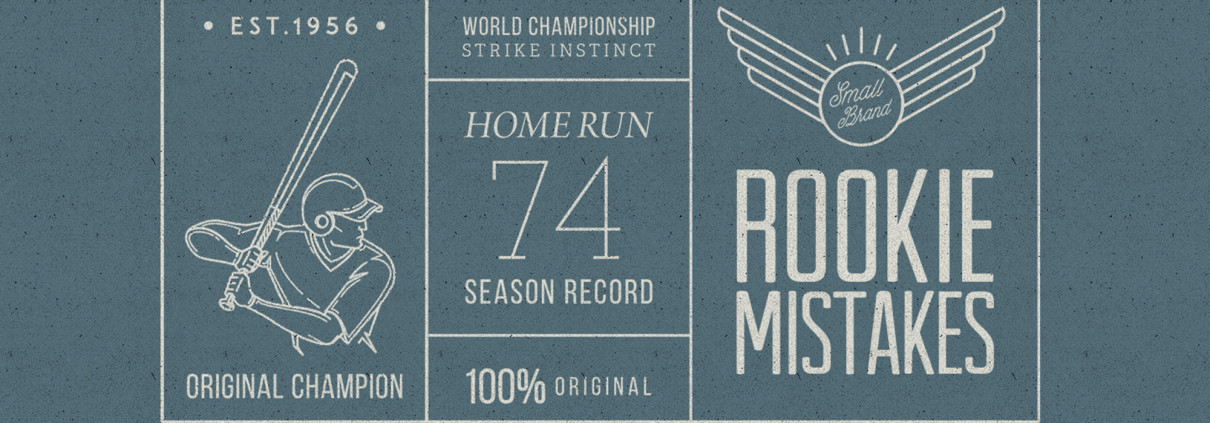 • EST.1956 •
ORIGINAL CHAMPION
WORLD CHAMPIONSHIP
STRIKE INSTINCT
HOME RUN
74
SEASON RECORD
100% ORIGINAL
Small
Brand
ROOKIE
MISTAKES